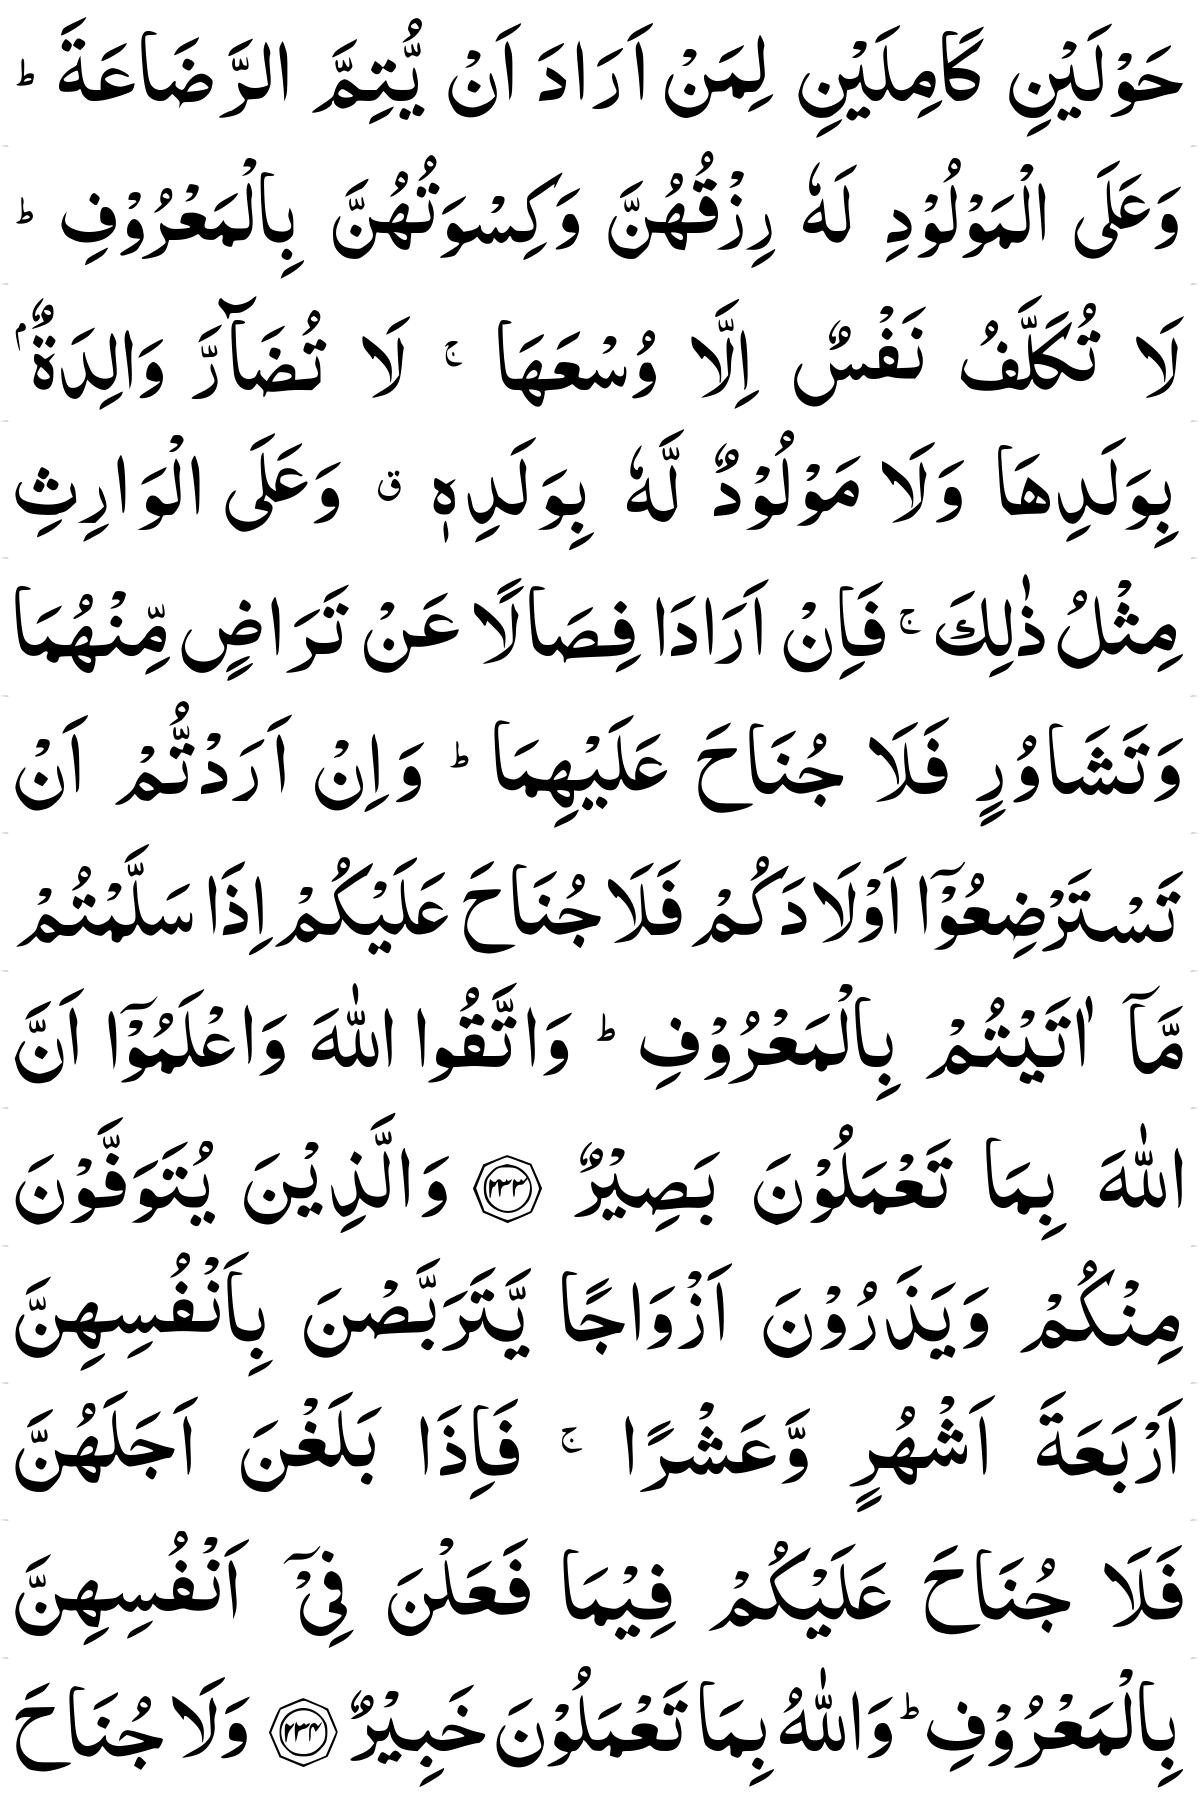 حَوۡلَيۡنِ كَامِلَيۡنِ لِمَنۡ اَرَادَ اَنۡ يُّتِمَّ الرَّضَاعَةَ ‌ؕ
وَعَلَى الۡمَوۡلُوۡدِ لَهٗ رِزۡقُهُنَّ وَكِسۡوَتُهُنَّ بِالۡمَعۡرُوۡفِ‌ ؕ
لَا تُكَلَّفُ نَفۡسٌ اِلَّا وُسۡعَهَا ۚ لَا تُضَآرَّ وَالِدَةٌ ۢ
بِوَلَدِهَا وَلَا مَوۡلُوۡدٌ لَّهٗ بِوَلَدِهٖ ق وَعَلَى الۡوَارِثِ
مِثۡلُ ذٰلِكَ ۚ فَاِنۡ اَرَادَا فِصَالًا عَنۡ تَرَاضٍ مِّنۡهُمَا
وَتَشَاوُرٍ فَلَا جُنَاحَ عَلَيۡهِمَا ‌ؕ وَاِنۡ اَرَدْتُّمۡ اَنۡ
تَسۡتَرۡضِعُوۡٓا اَوۡلَادَكُمۡ فَلَا جُنَاحَ عَلَيۡكُمۡ اِذَا سَلَّمۡتُمۡ
مَّآ اٰتَيۡتُمۡ بِالۡمَعۡرُوۡفِ‌ ؕ وَاتَّقُوا اللّٰهَ وَاعۡلَمُوۡٓا اَنَّ
اللّٰهَ بِمَا تَعۡمَلُوۡنَ بَصِيۡرٌ ۝۲۳۳ وَالَّذِيۡنَ يُتَوَفَّوۡنَ
مِنۡكُمۡ وَيَذَرُوۡنَ اَزۡوَاجًا يَّتَرَبَّصۡنَ بِاَنۡفُسِهِنَّ
اَرۡبَعَةَ اَشۡهُرٍ وَّعَشۡرًا ۚ فَاِذَا بَلَغۡنَ اَجَلَهُنَّ
فَلَا جُنَاحَ عَلَيۡكُمۡ فِيۡمَا فَعَلۡنَ فِىۡٓ اَنۡفُسِهِنَّ
بِالۡمَعۡرُوۡفِ‌ؕ وَاللّٰهُ بِمَا تَعۡمَلُوۡنَ خَبِيۡرٌ ۝۲۳۴ وَلَا جُنَاحَ